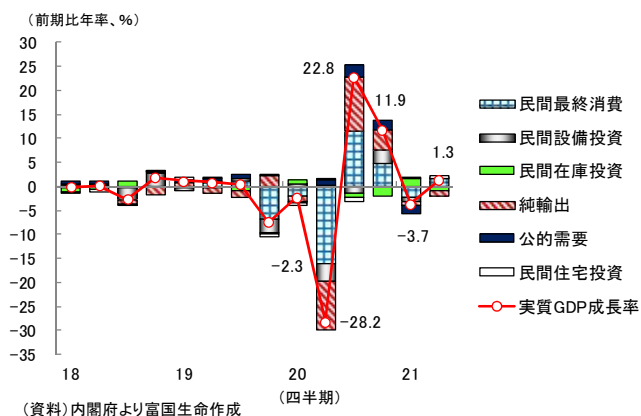 (前期比年率、%)
30
25
20
15
10
5
0
-5
-10
-15
-20
-25
-30
-35
22.8
11.9
1.3
-2.3
-3.7
-28.2
民間最終消費
民間設備投資
民間在庫投資
純輸出
公的需要
民間住宅投資
実質GDP成長率
18 19 20 21
(四半期)
(資料)内閣府より富国生命作成